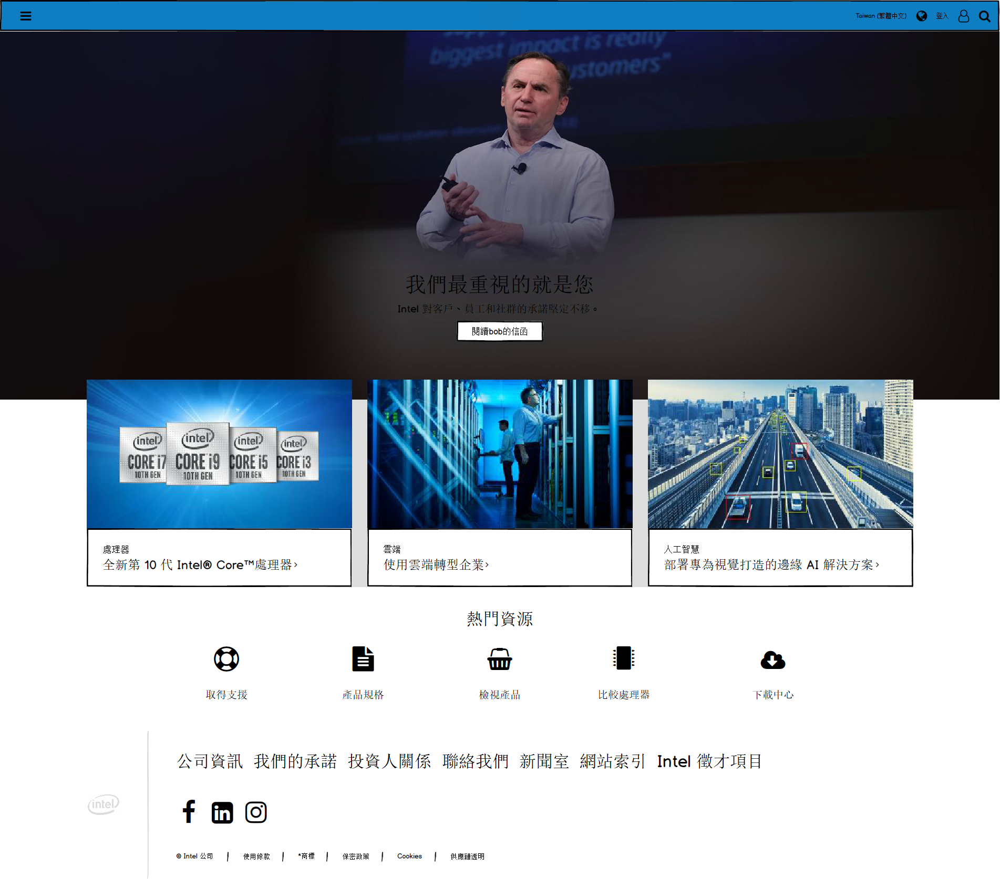 Taiwan (繁體中文)
登入
biggest impact is really
customers"
我們最重視的就是您
Intel 對客戶、員工和社群的承諾堅定不移。
閱讀bob的信函
intel
CORE i7
10TH GEN
intel
CORE i9
10TH GEN
intel
CORE i5
10TH GEN
intel
CORE i3
10TH GEN
處理器
全新第 10 代 Intel® Core™處理器>
雲端
使用雲端轉型企業>
人工智慧
部署專為視覺打造的邊緣 AI 解決方案>
熱門資源
取得支援
產品規格
檢視產品
比較處理器
下載中心
公司資訊 我們的承諾 投資人關係 聯絡我們 新聞室 網站索引 Intel 徵才項目
intel
© Intel 公司 | 使用條款 | *商標 | 保密政策 | Cookies | 供應鏈透明